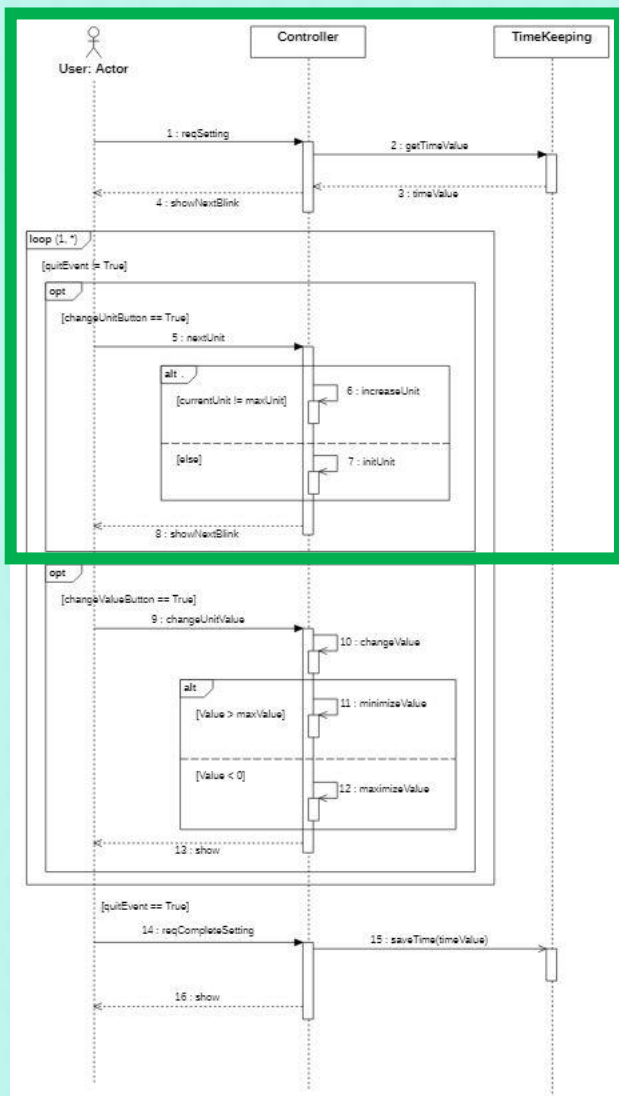 Controller
TimeKeeping
User: Actor
1 : reqSetting
2 : getTimeValue
3 : timeValue
4 : showNextBlink
loop (1, *)
[quitEvent != True]
opt
[changeUnitButton == True]
5 : nextUnit
alt .
[currentUnit != maxUnit]
6 : increaseUnit
[else]
7 : initUnit
8 : showNextBlink
opt
[changeValueButton == True]
9 : changeUnitValue
10 : changeValue
alt
[Value > maxValue]
11 : minimizeValue
[Value < 0]
12 : maximizeValue
13 : show
[quitEvent == True]
14 : reqCompleteSetting
15 : saveTime(timeValue)
16 : show